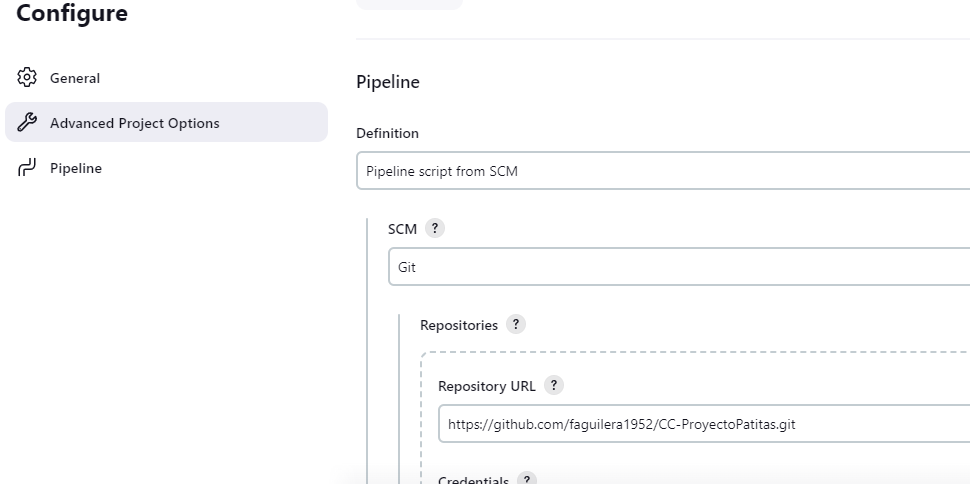 Configure
General
Advanced Project Options
Pipeline
Pipeline
Definition
Pipeline script from SCM
SCM ?
Git
Repositories ?
Repository URL ?
https://github.com/faguilera1952/CC-ProyectoPatitas.git
Credentials ?